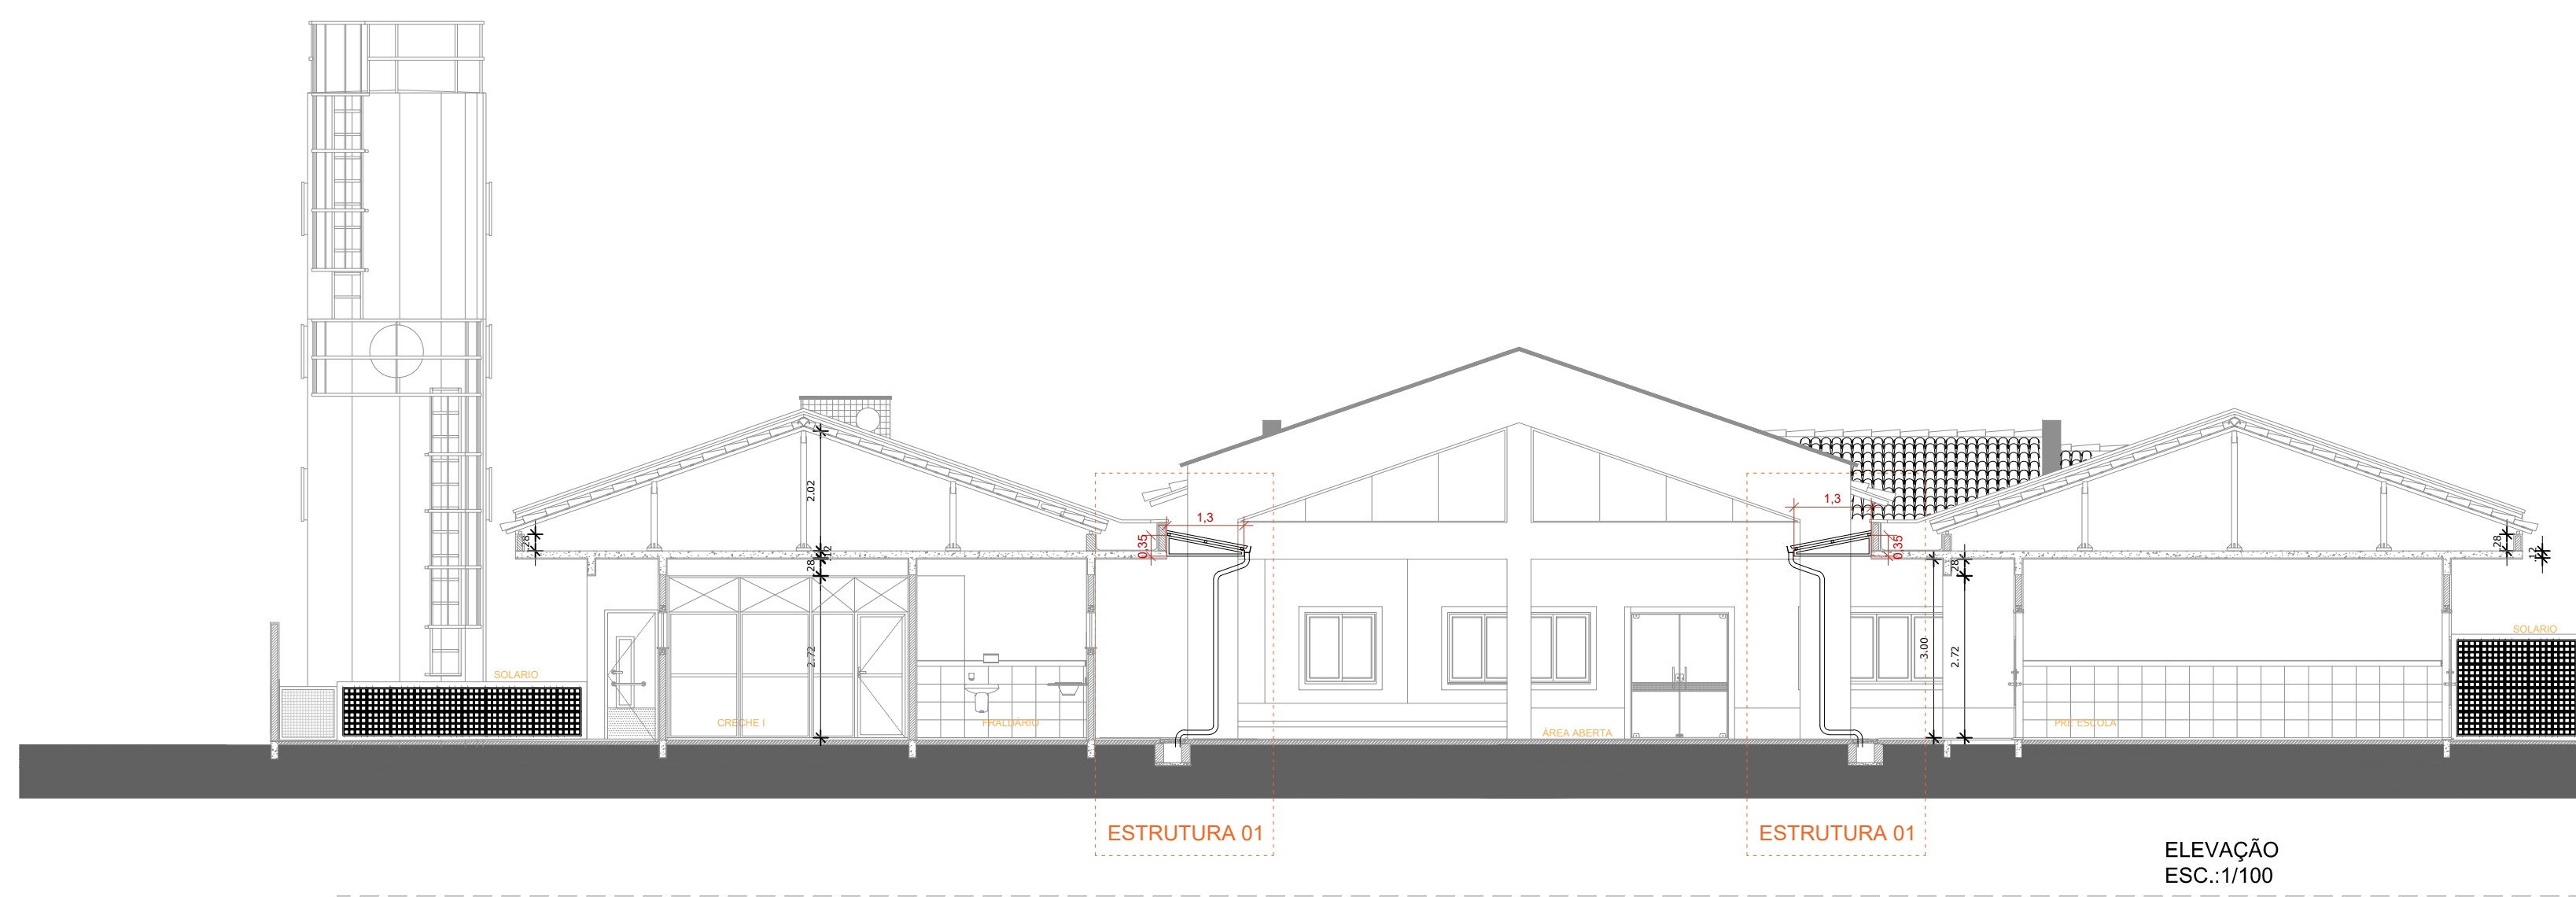 2.02
1,3
1,3
.28
0,35
.12
.28
0,35
.28
.28
.12
2.72
3.00
2.72
SOLARIO
SOLARIO
CRECHE I
FRALDÁRIO
ÁREA ABERTA
PRÉ ESCOLA
ESTRUTURA 01
ESTRUTURA 01
ELEVAÇÃO
ESC.:1/100